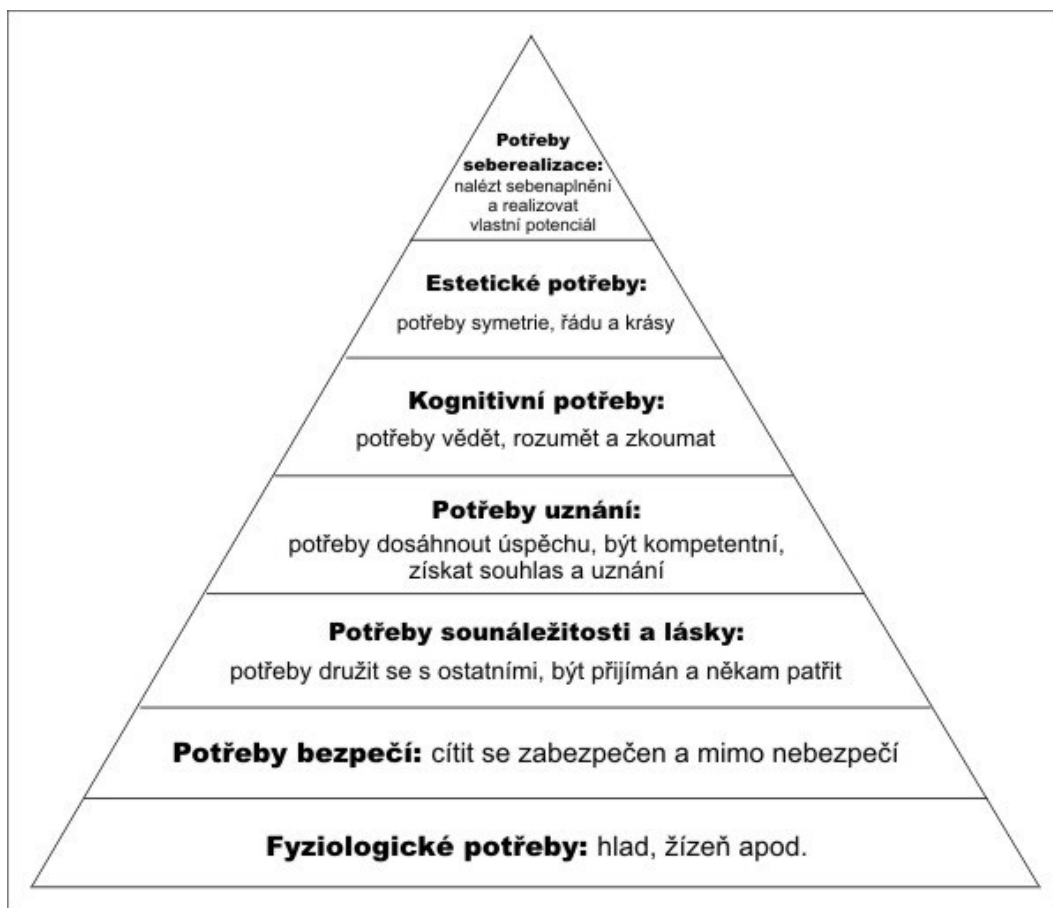 Potřeby
seberealizace:
nalézt sebenaplnění
a realizovat
vlastní potenciál
Estetické potřeby:
potřeby symetrie, řádu a krásy
Kognitivní potřeby:
potřeby vědět, rozumět a zkoumat
Potřeby uznání:
potřeby dosáhnout úspěchu, být kompetentní,
získat souhlas a uznání
Potřeby sounáležitosti a lásky:
potřeby družit se s ostatními, být přijímán a někam patřit
Potřeby bezpečí: cítit se zabezpečen a mimo nebezpečí
Fyziologické potřeby: hlad, žízeň apod.